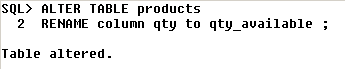 SQL> ALTER TABLE products
  2  RENAME column qty to qty_available ;
Table altered.